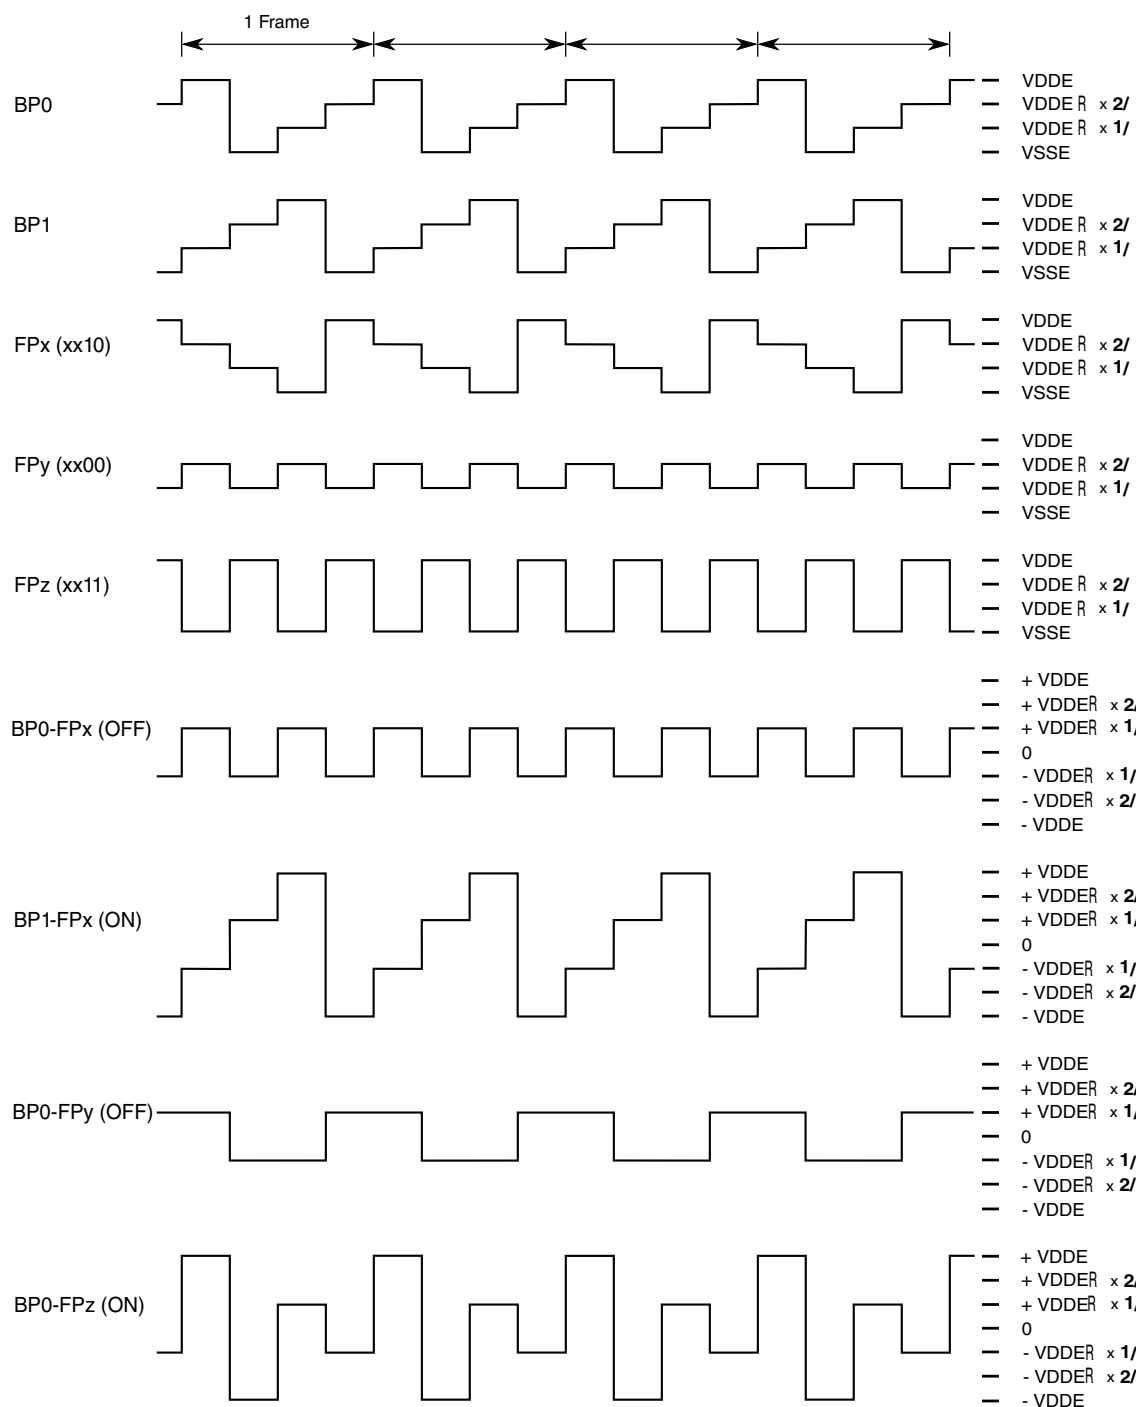 1 Frame
BP0
VDDE
VDDE R x 2/
VDDE R x 1/
VSSE
BP1
VDDE
VDDE R x 2/
VDDE R x 1/
VSSE
FPx (xx10)
VDDE
VDDE R x 2/
VDDE R x 1/
VSSE
FPy (xx00)
VDDE
VDDE R x 2/
VDDE R x 1/
VSSE
FPz (xx11)
VDDE
VDDE R x 2/
VDDE R x 1/
VSSE
BP0-FPx (OFF)
+ VDDE
+ VDDER x 2/
+ VDDER x 1/
0
- VDDER x 1/
- VDDER x 2/
- VDDE
BP1-FPx (ON)
+ VDDE
+ VDDER x 2/
+ VDDER x 1/
0
- VDDER x 1/
- VDDER x 2/
- VDDE
BP0-FPy (OFF)
+ VDDE
+ VDDER x 2/
+ VDDER x 1/
0
- VDDER x 1/
- VDDER x 2/
- VDDE
BP0-FPz (ON)
+ VDDE
+ VDDER x 2/
+ VDDER x 1/
0
- VDDER x 1/
- VDDER x 2/
- VDDE